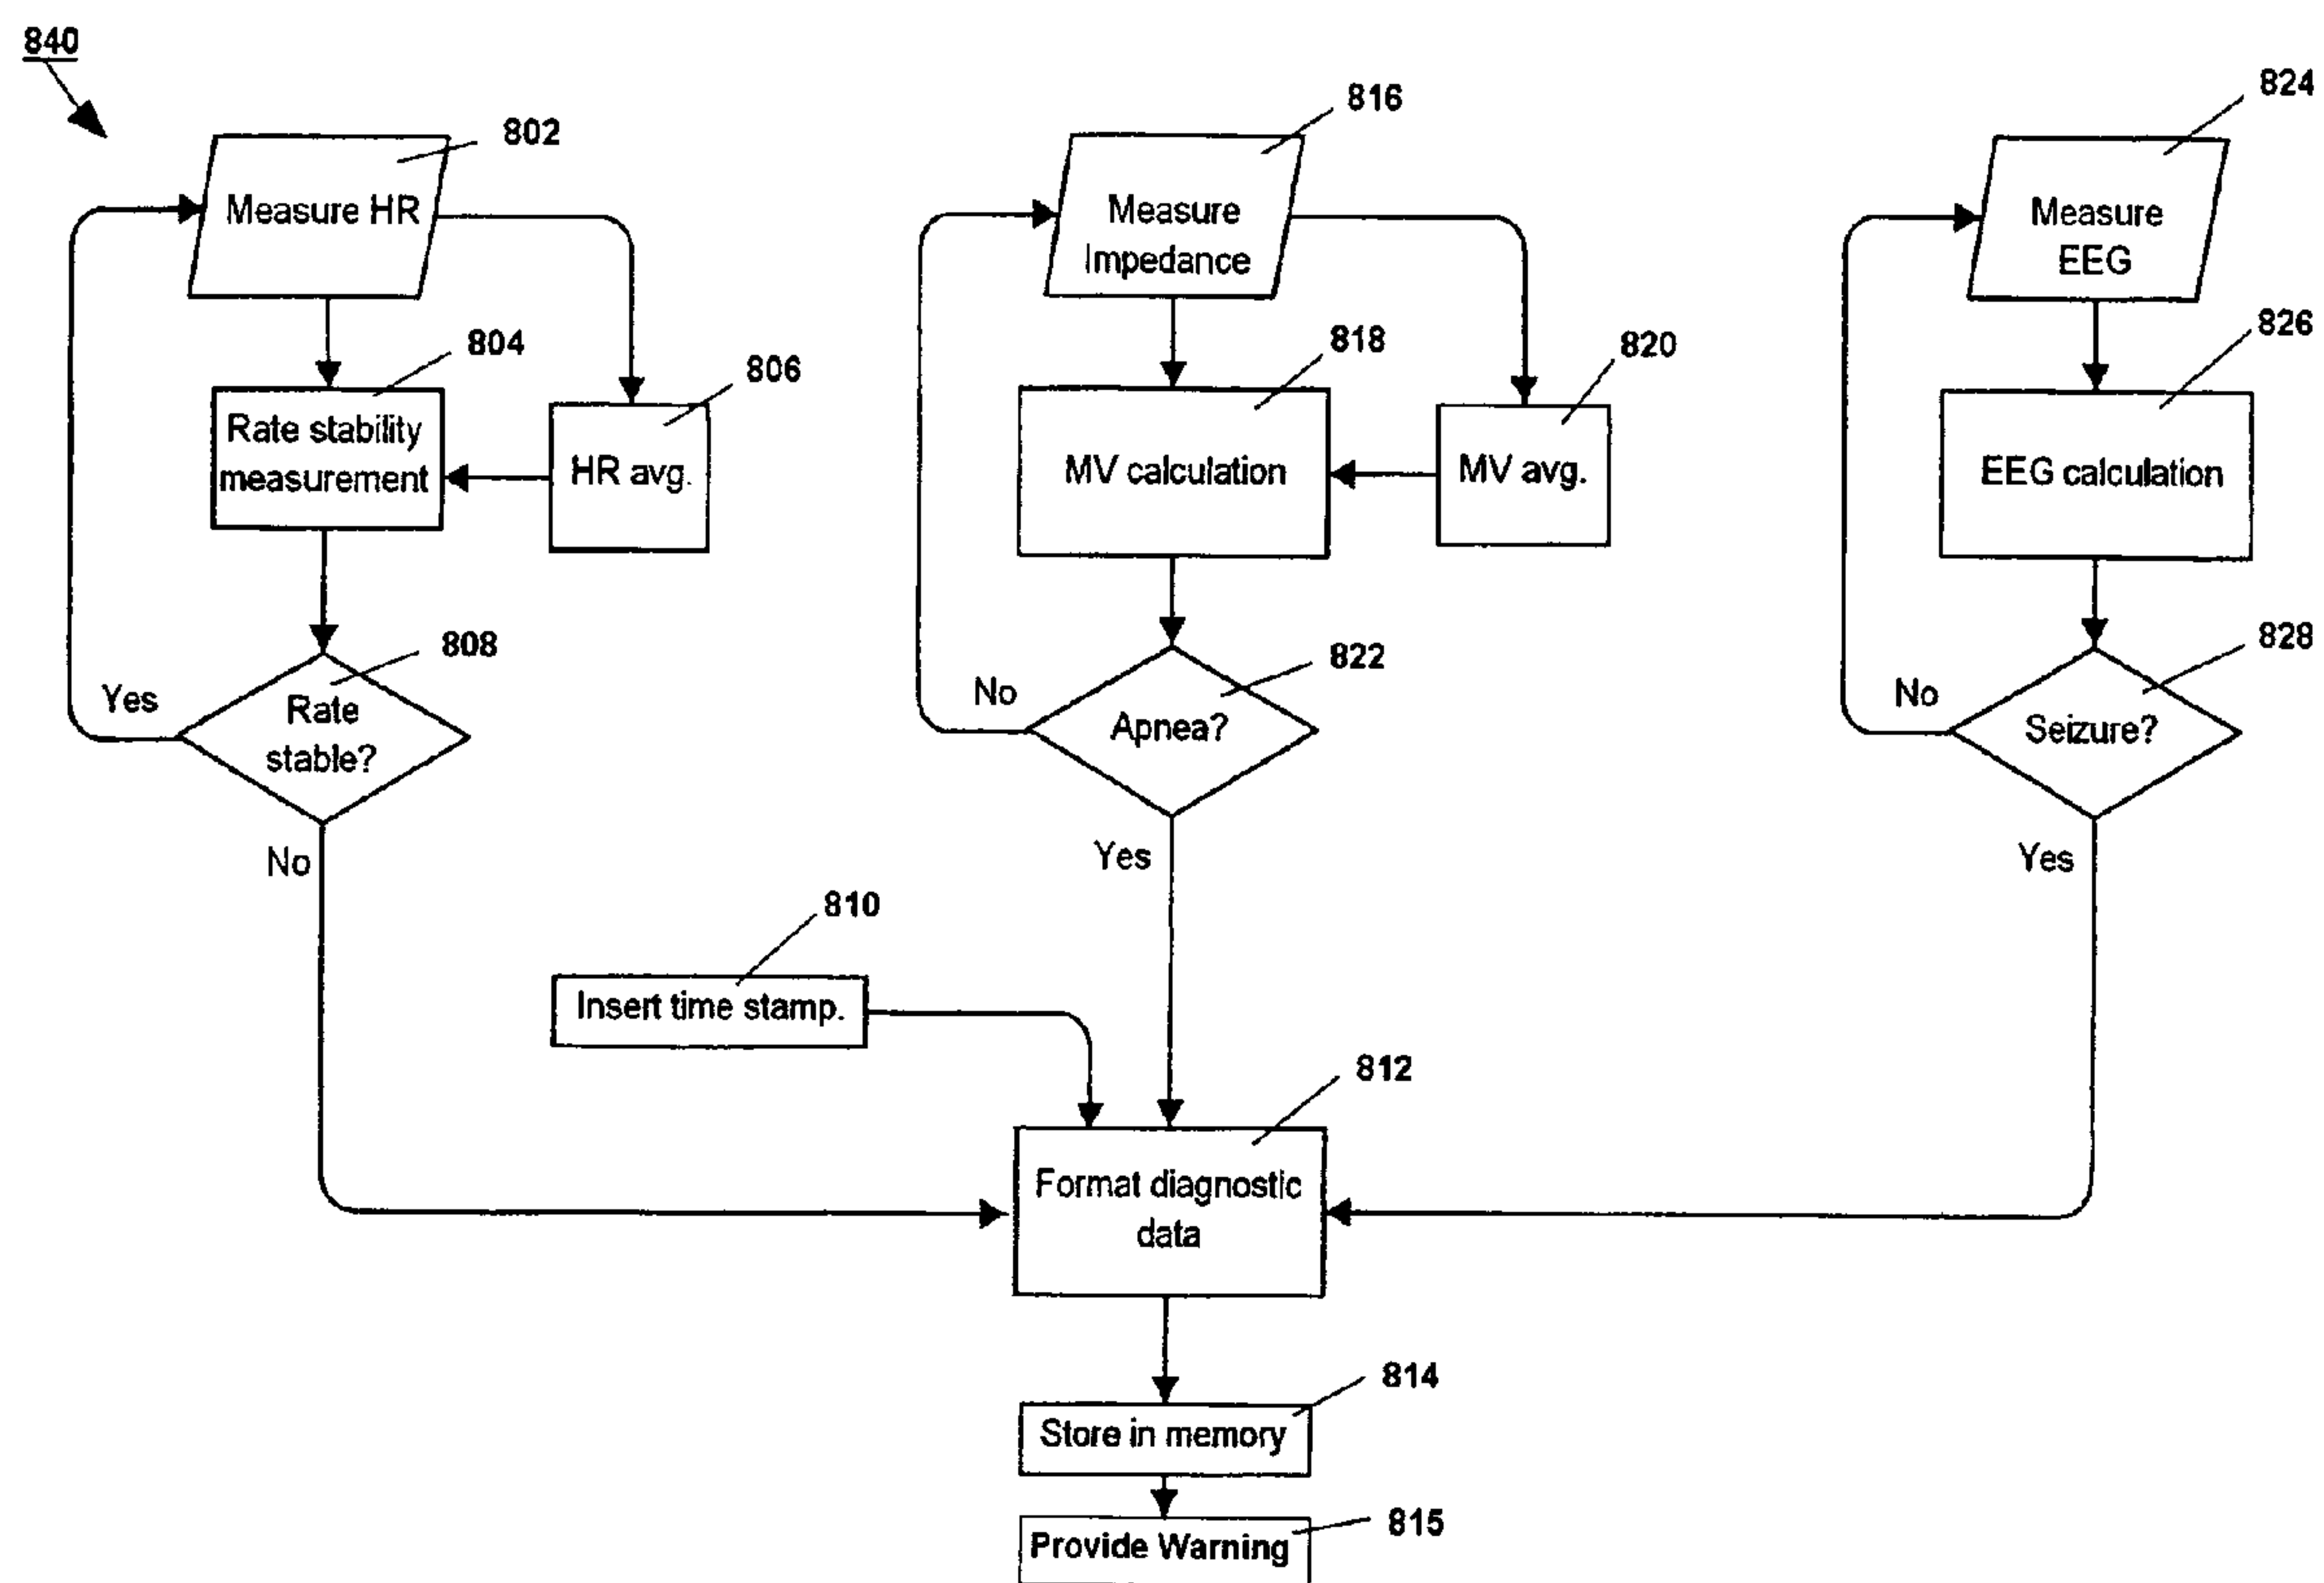 840
802
Measure HR
804
Rate stability
measurement
806
HR avg.
808
Rate
stable?
Yes
No
816
Measure
Impedance
818
MV calculation
820
MV avg.
822
Apnea?
No
Yes
824
Measure
EEG
826
EEG calculation
828
Seizure?
No
Yes
810
Insert time stamp.
812
Format diagnostic
data
814
Store in memory
815
Provide Warning